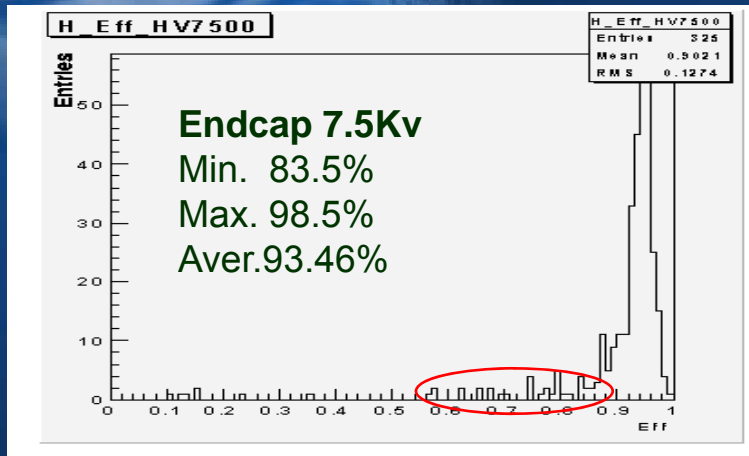 H_Eff_HV7500
H_Eff_HV7500
Entries 325
Mean 0.9021
RMS 0.1274
Entries
50
40
30
20
10
0
Endcap 7.5Kv
Min. 83.5%
Max. 98.5%
Aver.93.46%
0 0.1 0.2 0.3 0.4 0.5 0.6 0.7 0.8 0.9 1
Eff